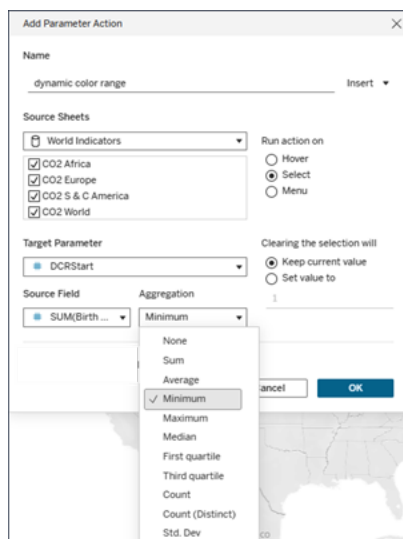 Add Parameter Action
Name
dynamic color range
Insert
Source Sheets
World Indicators
CO2 Africa
CO2 Europe
CO2 S & C America
CO2 World
Run action on
Hover
Select
Menu
Target Parameter
DCRStart
Clearing the selection will
Keep current value
Set value to
1
Source Field
Aggregation
SUM(Birth ...
Minimum
None
Sum
Average
Minimum
Maximum
Median
First quartile
Third quartile
Count
Count (Distinct)
Std. Dev
ancel
OK
CO